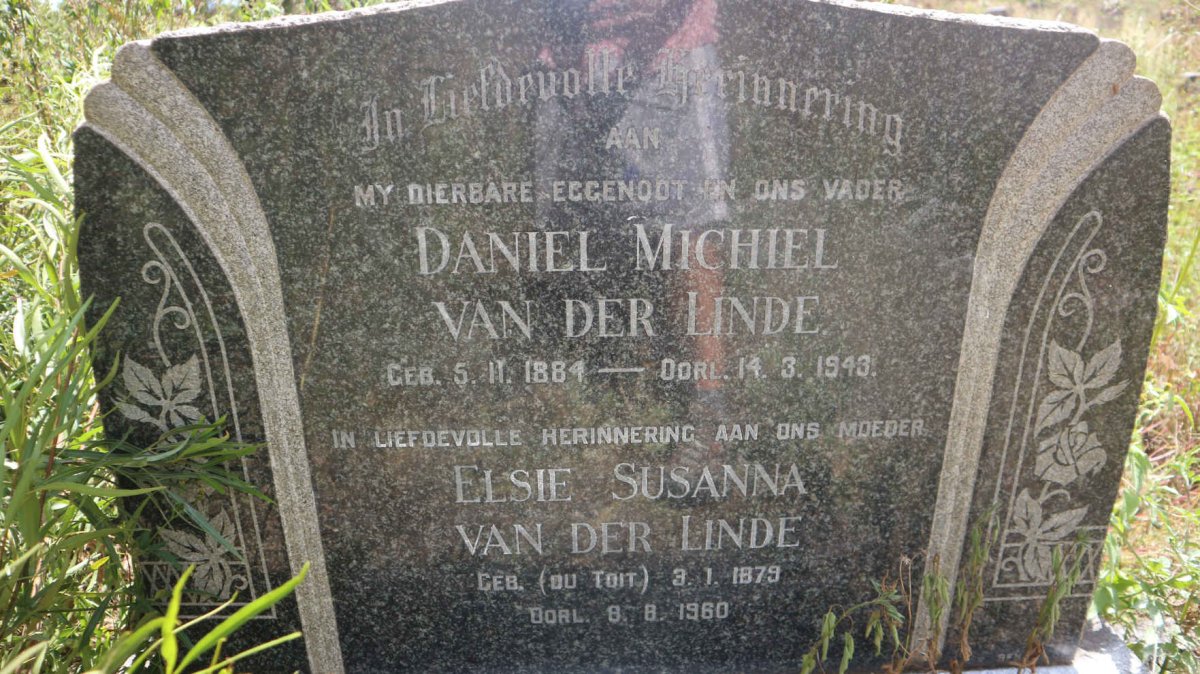 In Liefdevolle Herinnering
AAN
MY DIERBARE EGGENOOT EN ONS VADER
DANIEL MICHIEL
VAN DER LINDE
GEB. 5. 11. 1884 — OORL. 14. 3. 1943.
IN LIEFDEVOLLE HERINNERING AAN ONS MOEDER
ELSIE SUSANNA
VAN DER LINDE
GEB. (DU TOIT) 3. 1. 1879
OORL. 8. 8. 1960